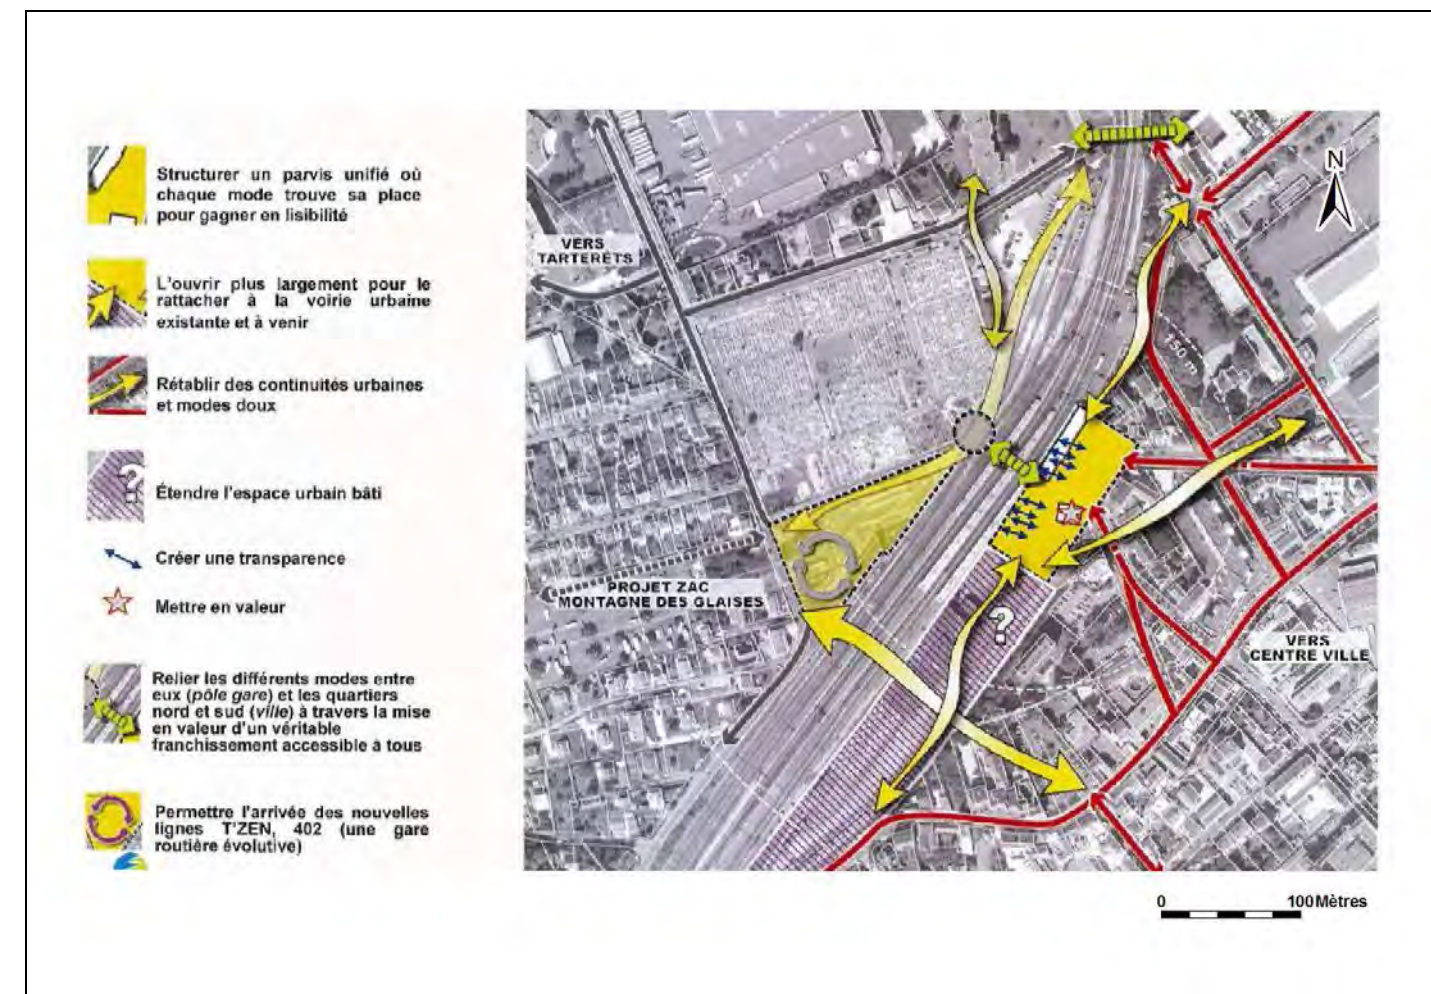 Structurer un parvis unifié où
chaque mode trouve sa place
pour gagner en lisibilité
L'ouvrir plus largement pour le
rattacher à la voirie urbaine
existante et à venir
Rétablir des continuités urbaines
et modes doux
?
Étendre l'espace urbain bâti
Créer une transparence
Mettre en valeur
Relier les différents modes entre
eux (pôle gare) et les quartiers
nord et sud (ville) à travers la mise
en valeur d'un véritable
franchissement accessible à tous
Permettre l'arrivée des nouvelles
lignes T'ZEN, 402 (une gare
routière évolutive)
N
VERS
TARTERÊTS
150 m
PROJET ZAC
MONTAGNE DES GLAISES
?
VERS
CENTRE VILLE
0 100 Mètres